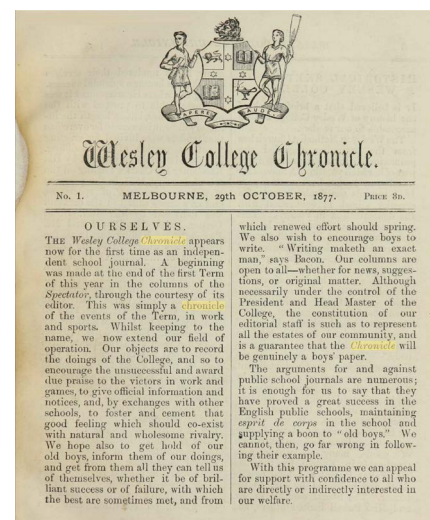 SAPERE AUDE
Wesley College Chronicle.
No. 1. MELBOURNE, 29th OCTOBER, 1877. PRICE 3D.
OURSELVES.
THE Wesley College Chronicle appears
now for the first time as an indepen-
dent school journal. A beginning
was made at the end of the first Term
of this year in the columns of the
Spectator, through the courtesy of its
editor. This was simply a chronicle
of the events of the Term, in work
and sports. Whilst keeping to the
name, we now extend our field of
operation. Our objects are to record
the doings of the College, and so to
encourage the unsuccessful and award
due praise to the victors in work and
games, to give official information and
notices, and, by exchanges with other
schools, to foster and cement that
good feeling which should co-exist
with natural and wholesome rivalry.
We hope also to get hold of our
old boys, inform them of our doings,
and get from them all they can tell us
of themselves, whether it be of bril-
liant success or of failure, with which
the best are sometimes met, and from
which renewed effort should spring.
We also wish to encourage boys to
write. "Writing maketh an exact
man," says Bacon. Our columns are
open to all—whether for news, sugges-
tions, or original matter. Although
necessarily under the control of the
President and Head Master of the
College, the constitution of our
editorial staff is such as to represent
all the estates of our community, and
is a guarantee that the Chronicle will
be genuinely a boys' paper.
The arguments for and against
public school journals are numerous;
it is enough for us to say that they
have proved a great success in the
English public schools, maintaining
esprit de corps in the school and
supplying a boon to "old boys." We
cannot, then, go far wrong in follow-
ing their example.
With this programme we can appeal
for support with confidence to all who
are directly or indirectly interested in
our welfare.